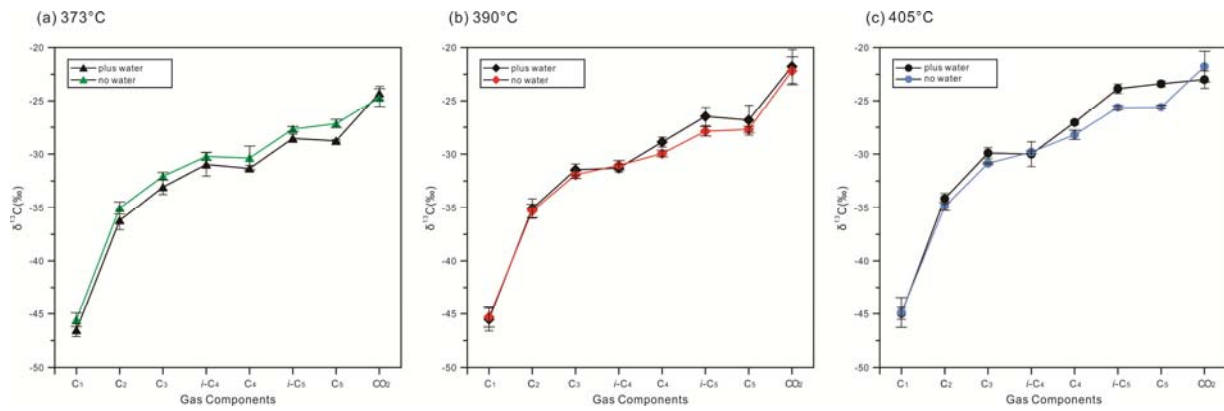 (a) 373°C
plus water
no water
-20
-25
-30
-35
-40
-45
-50
δ¹³C(‰)
C₁
C₂
C₃
i-C₄
C₄
i-C₅
C₅
CO₂
Gas Components
(b) 390°C
plus water
no water
-20
-25
-30
-35
-40
-45
-50
δ¹³C(‰)
C₁
C₂
C₃
i-C₄
C₄
i-C₅
C₅
CO₂
Gas Components
(c) 405°C
plus water
no water
-20
-25
-30
-35
-40
-45
-50
δ¹³C(‰)
C₁
C₂
C₃
i-C₄
C₄
i-C₅
C₅
CO₂
Gas Components